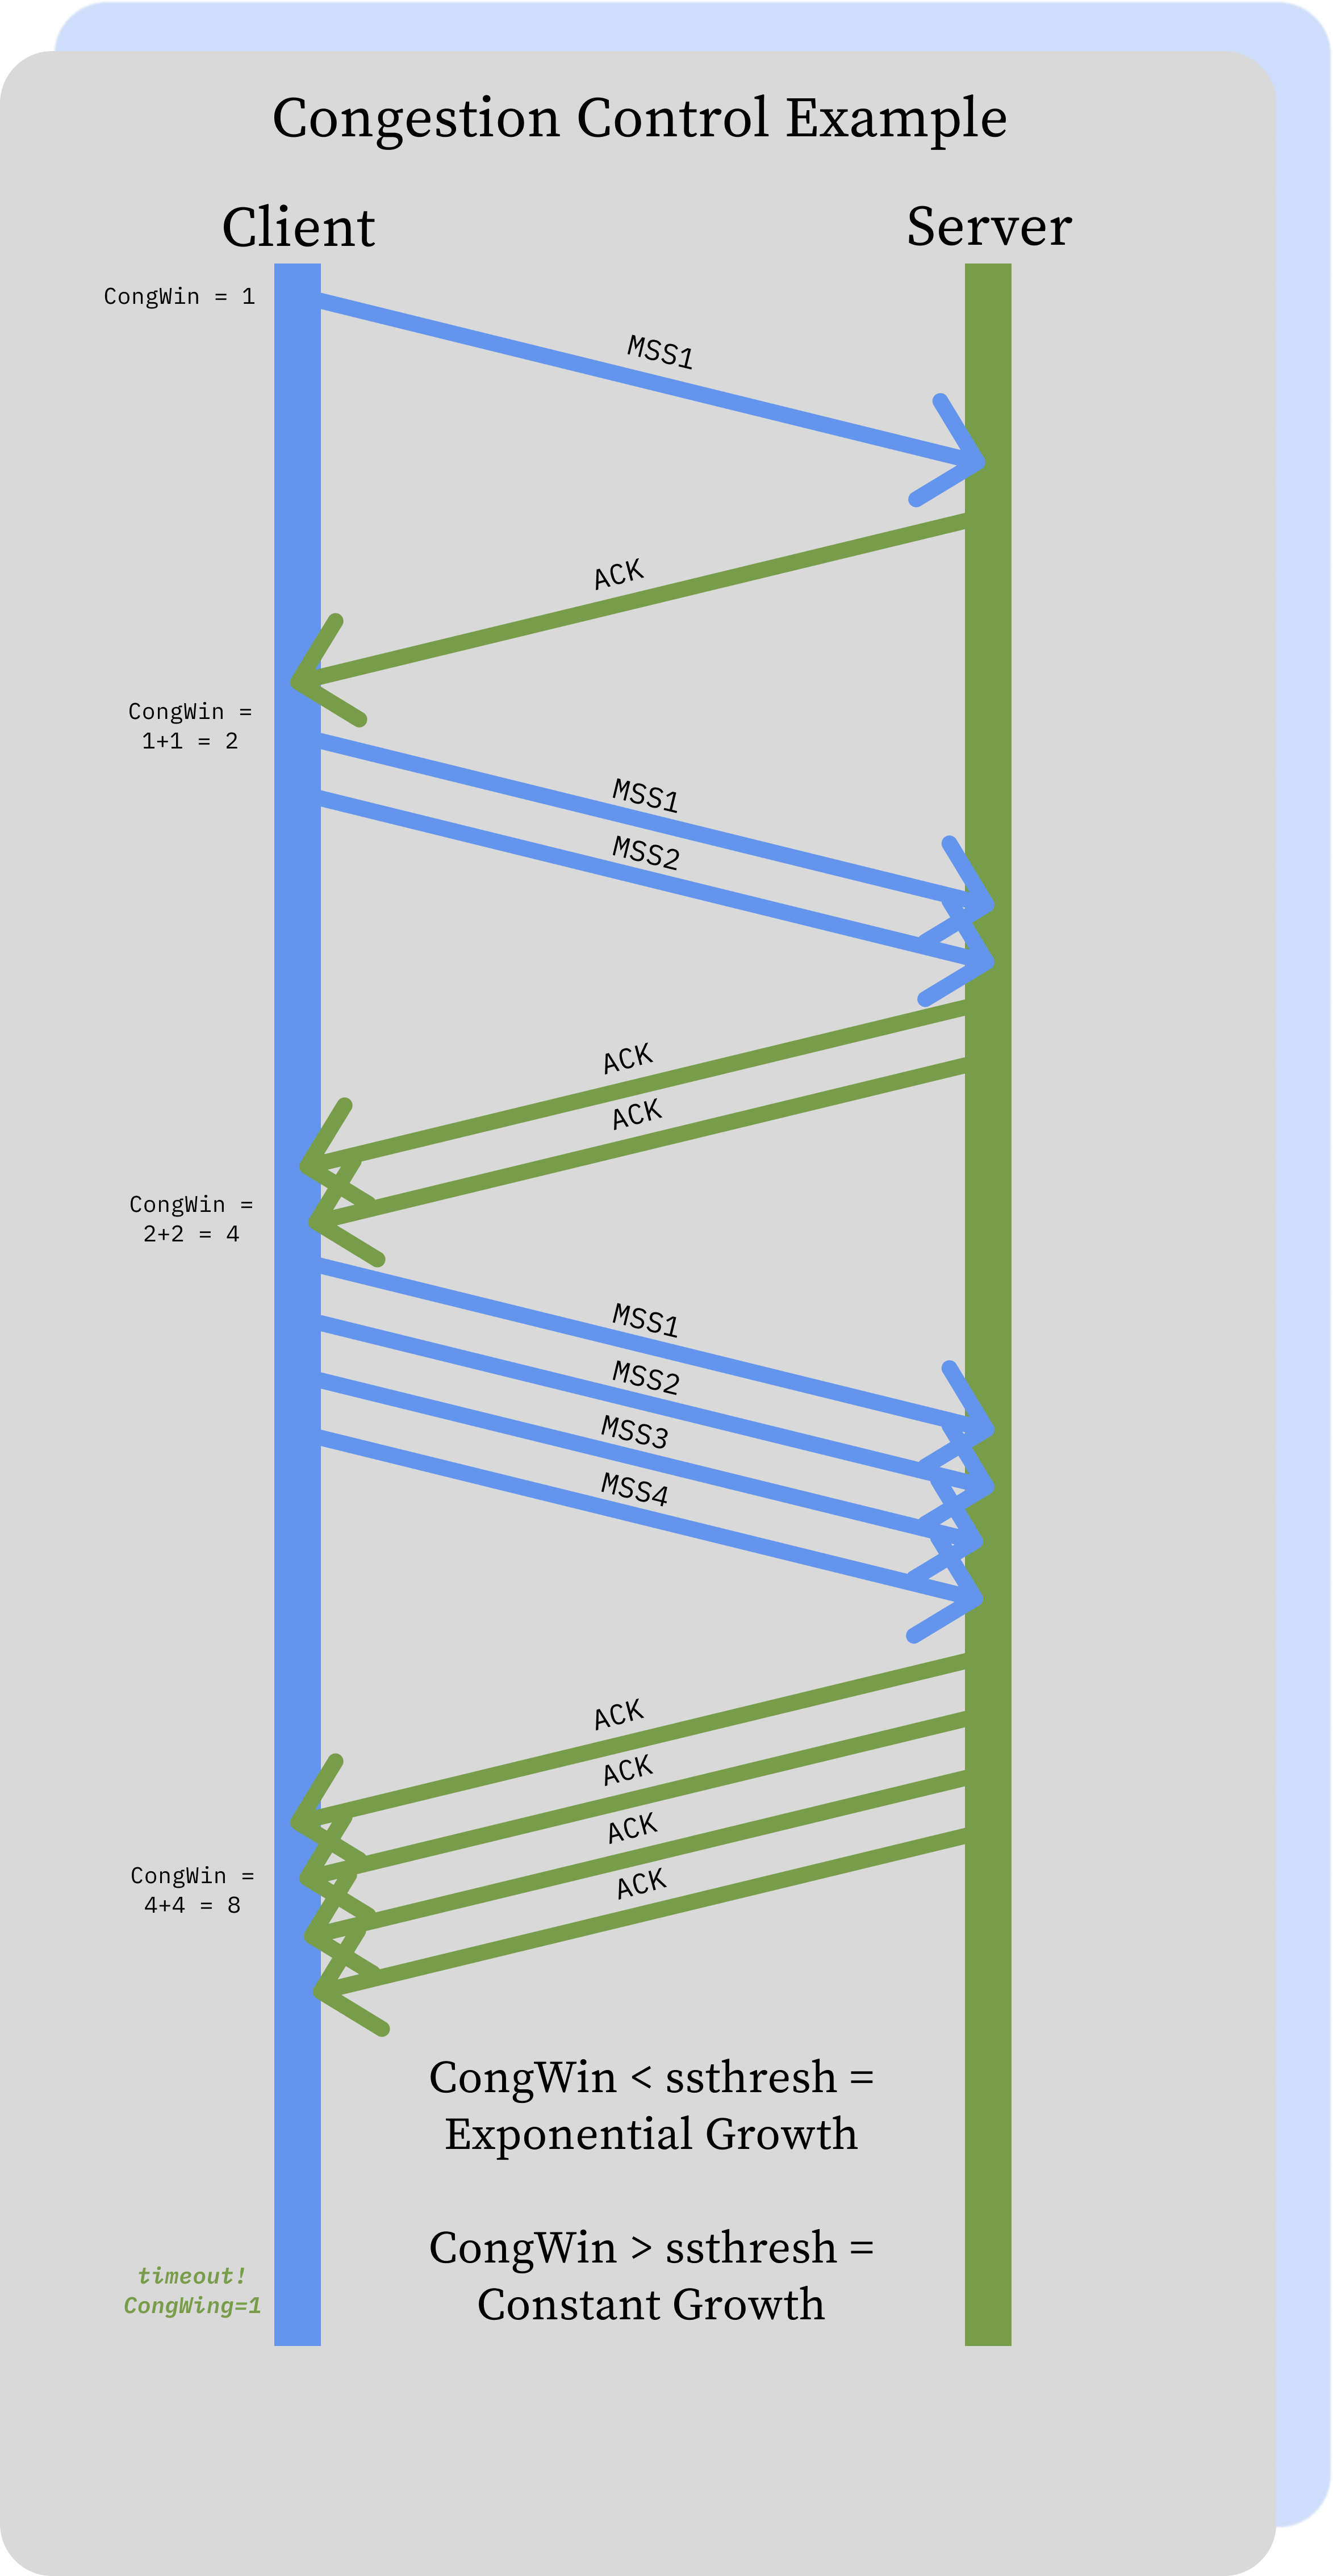 Congestion Control Example
Client
Server
CongWin = 1
MSS1
ACK
CongWin =
1+1 = 2
MSS1
MSS2
ACK
ACK
CongWin =
2+2 = 4
MSS1
MSS2
MSS3
MSS4
ACK
ACK
ACK
ACK
CongWin =
4+4 = 8
CongWin < ssthresh =
Exponential Growth
CongWin > ssthresh =
Constant Growth
timeout!
CongWing=1